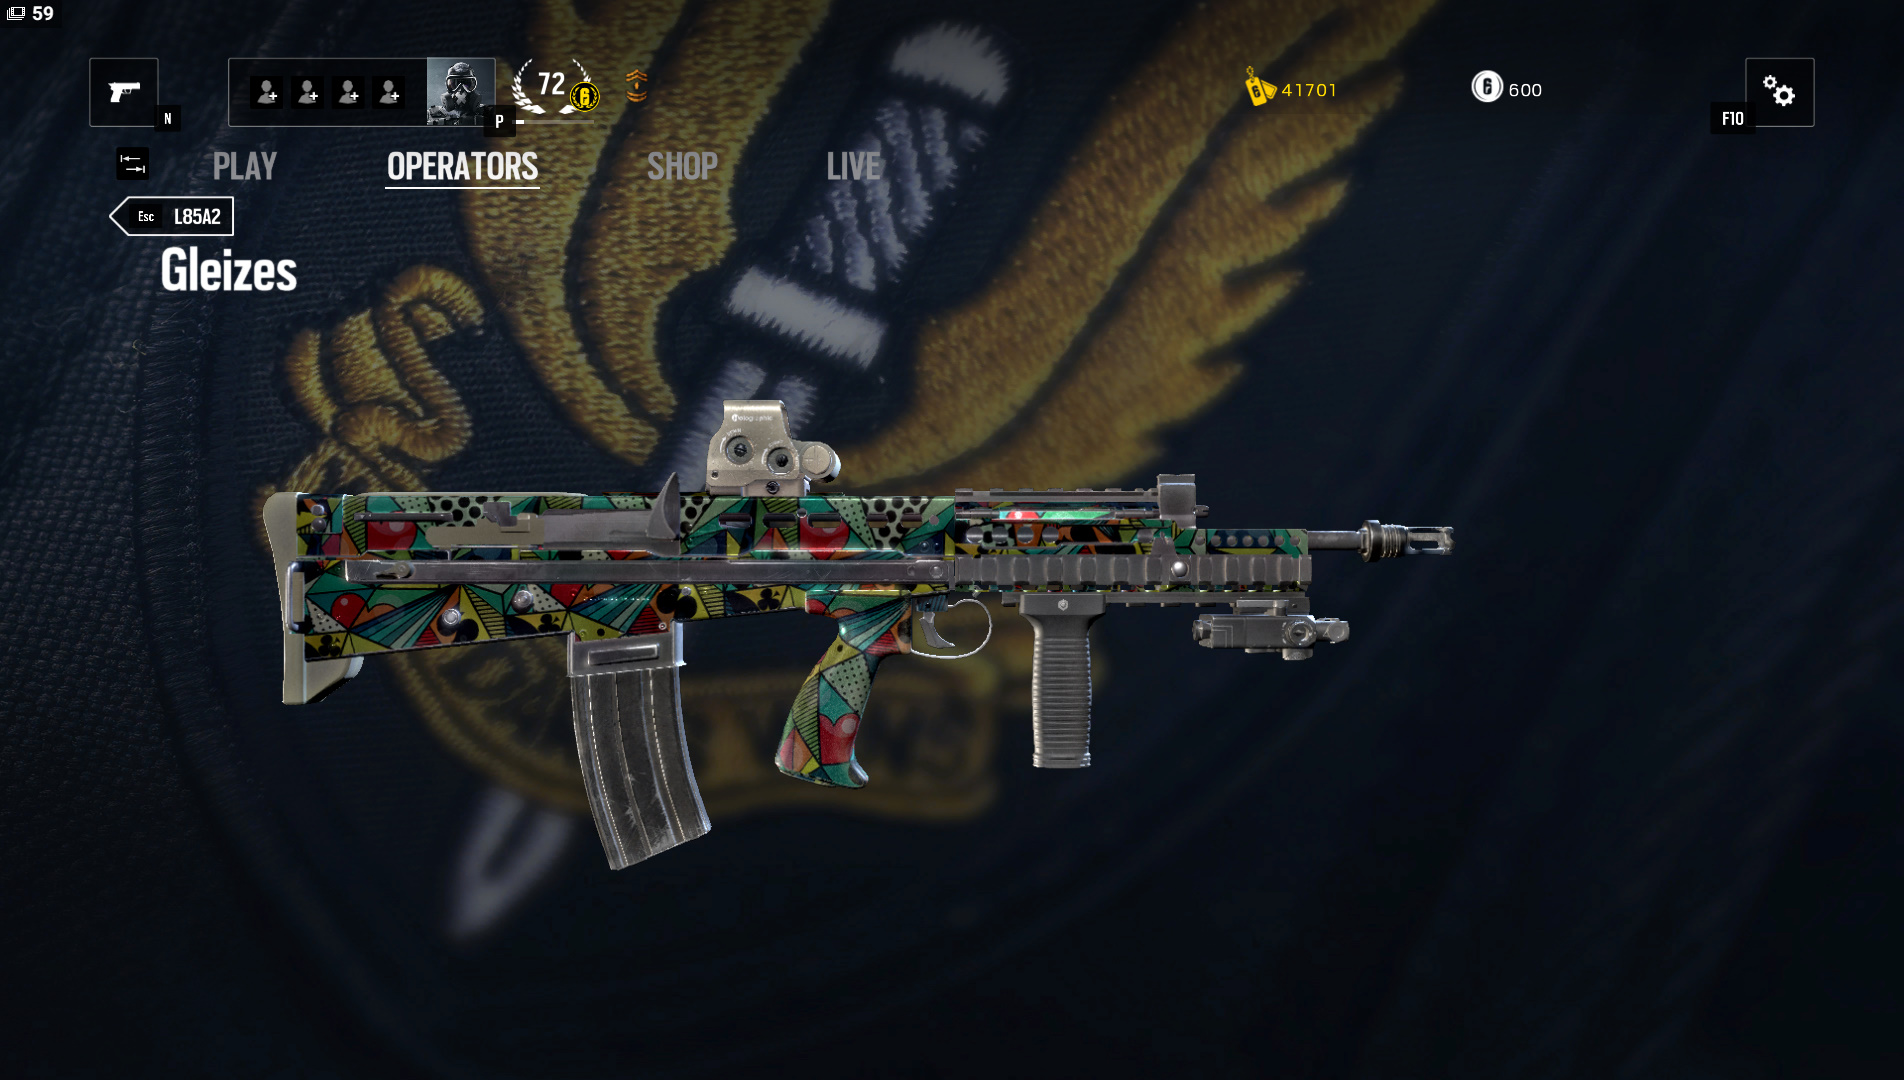 59
N
P
72
41701
600
F10
PLAY
OPERATORS
SHOP
LIVE
Esc L85A2
Gleizes